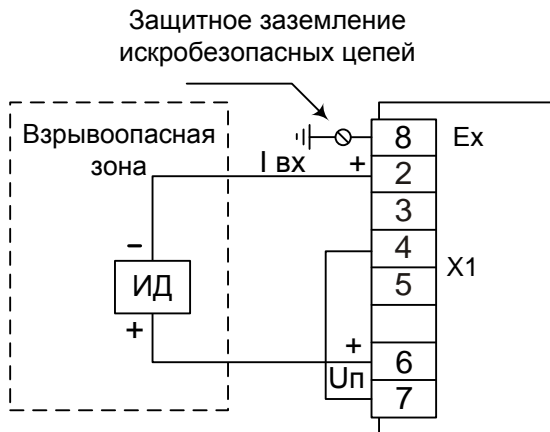 Защитное заземление
искробезопасных цепей
Взрывоопасная
зона
I вх
+
8
Ex
2
3
4
5
X1
–
ИД
+
+
Uп
6
7